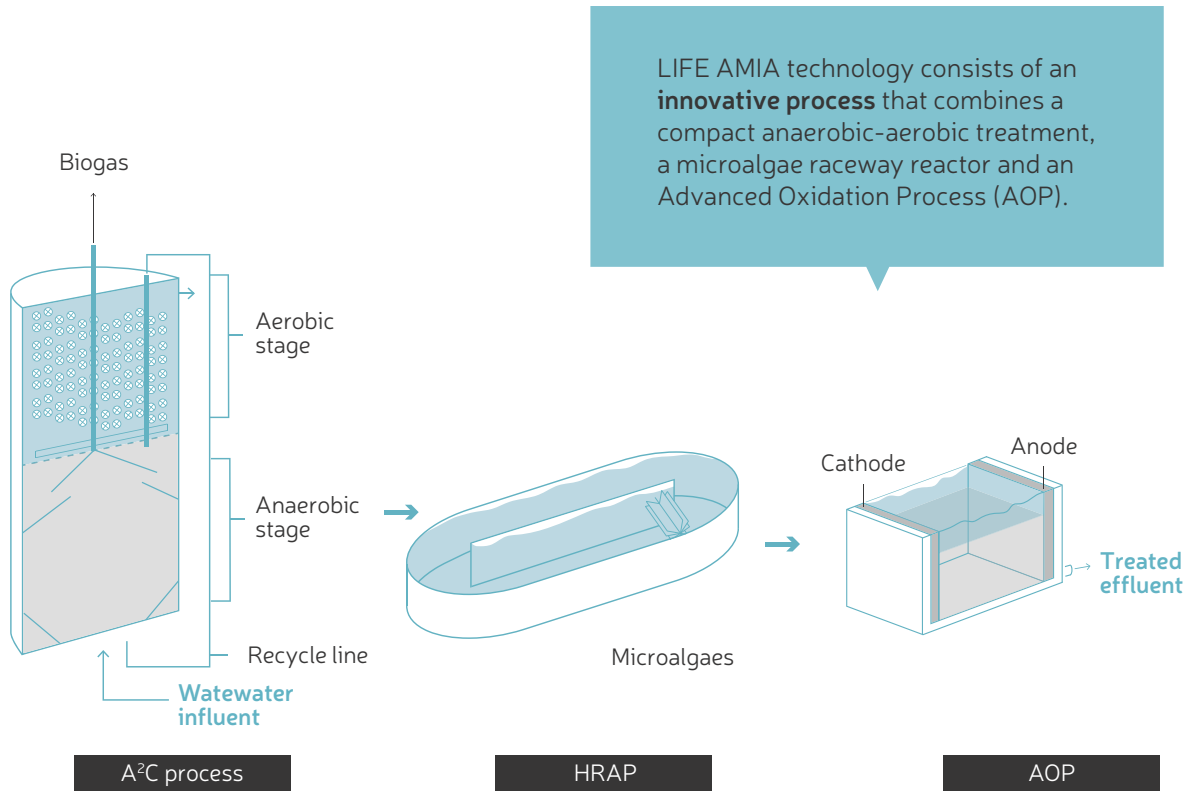 LIFE AMIA technology consists of an
innovative process that combines a
compact anaerobic-aerobic treatment,
a microalgae raceway reactor and an
Advanced Oxidation Process (AOP).
Biogas
Aerobic
stage
Anaerobic
stage
Recycle line
Watewater
influent
Microalgaes
Cathode
Anode
Treated
effluent
A²C process
HRAP
AOP